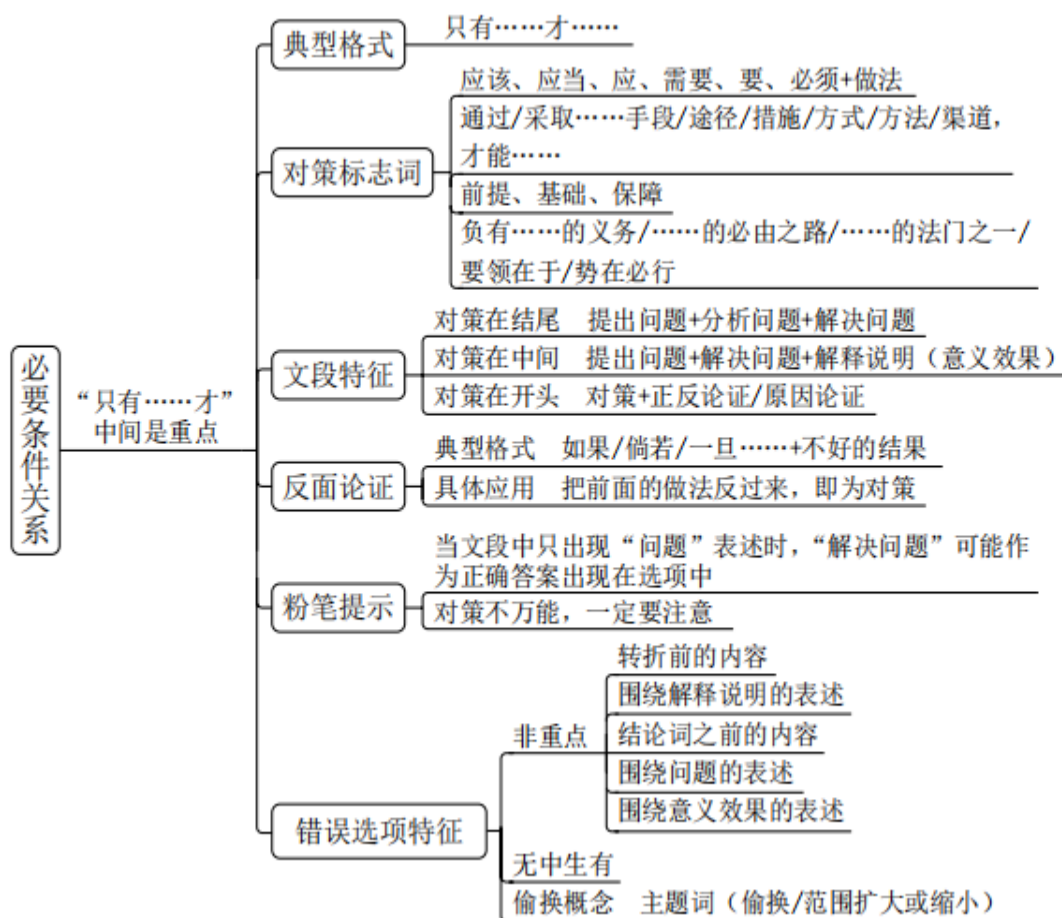 必要条件关系
“只有……才”
中间是重点
典型格式
只有……才……
对策标志词
应该、应当、应、需要、要、必须+做法
通过/采取……手段/途径/措施/方式/方法/渠道，
才能……
前提、基础、保障
负有……的义务/……的必由之路/……的法门之一/
要领在于/势在必行
文段特征
对策在结尾 提出问题+分析问题+解决问题
对策在中间 提出问题+解决问题+解释说明（意义效果）
对策在开头 对策+正反论证/原因论证
反面论证
典型格式 如果/倘若/一旦……+不好的结果
具体应用 把前面的做法反过来，即为对策
粉笔提示
当文段中只出现“问题”表述时，“解决问题”可能作
为正确答案出现在选项中
对策不万能，一定要注意
错误选项特征
非重点
转折前的内容
围绕解释说明的表述
结论词之前的内容
围绕问题的表述
围绕意义效果的表述
无中生有
偷换概念 主题词（偷换/范围扩大或缩小）